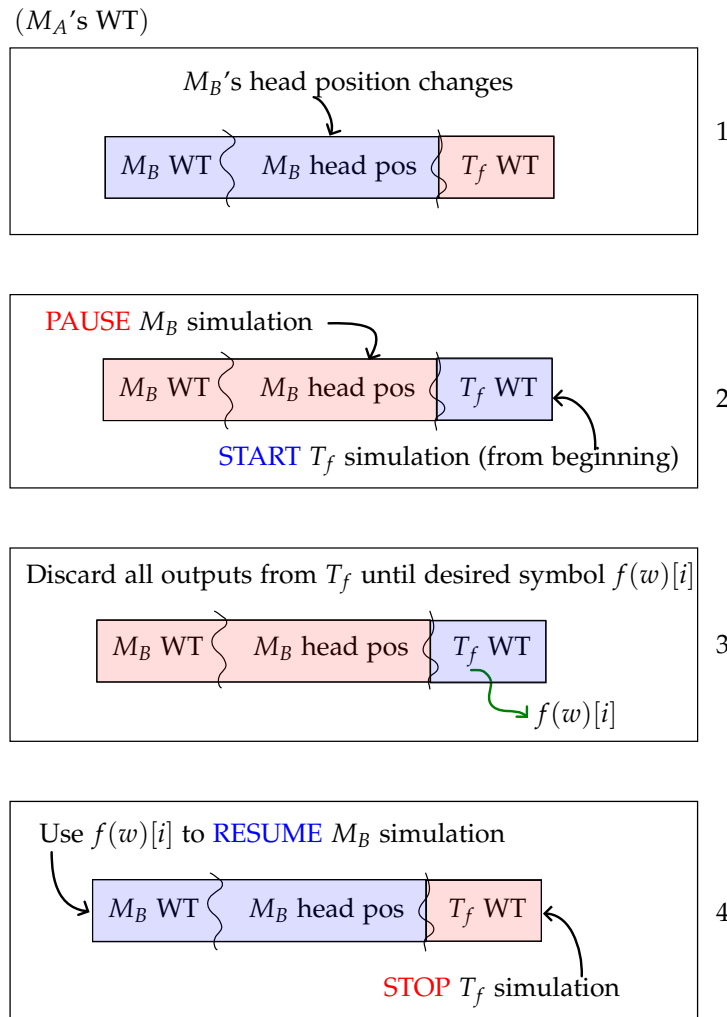 (M_A's WT)
M_B's head position changes
1
M_B WT M_B head pos T_f WT
PAUSE M_B simulation
M_B WT M_B head pos T_f WT
2
START T_f simulation (from beginning)
Discard all outputs from T_f until desired symbol f(w)[i]
M_B WT M_B head pos T_f WT
3
f(w)[i]
Use f(w)[i] to RESUME M_B simulation
M_B WT M_B head pos T_f WT
4
STOP T_f simulation